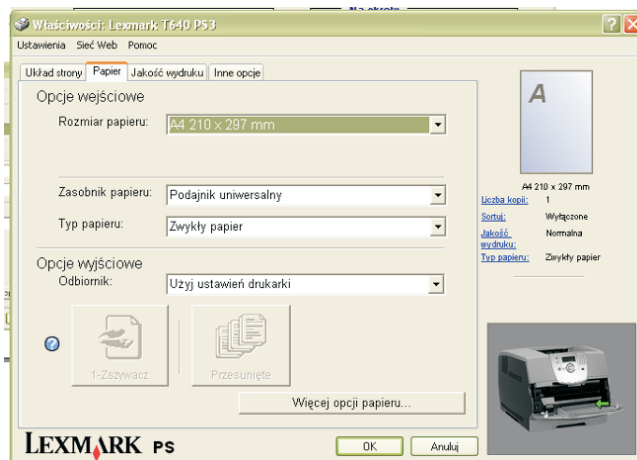 Na okręty
Właściwości: Lexmark T640 PS3
Ustawienia Sieć Web Pomoc
Układ strony Papier Jakość wydruku Inne opcje
Opcje wejściowe
Rozmiar papieru: A4 210 x 297 mm
Zasobnik papieru: Podajnik uniwersalny
Typ papieru: Zwykły papier
Opcje wyjściowe
Odbiornik: Użyj ustawień drukarki
1-Zszywacz Przesunięte
Więcej opcji papieru...
A
A4 210 x 297 mm
Liczba kopii: 1
Sortuj: Wyłączone
Jakość wydruku: Normalna
Typ papieru: Zwykły papier
LEXMARK PS OK Anuluj